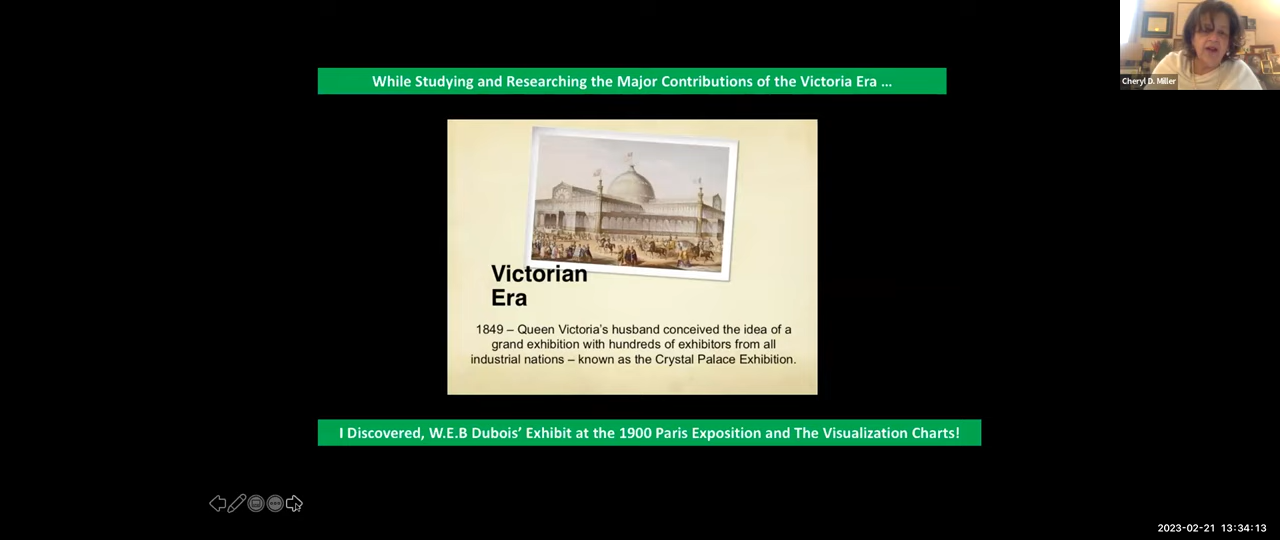 While Studying and Researching the Major Contributions of the Victoria Era ...
Cheryl D. Miller
Victorian
Era
1849 – Queen Victoria's husband conceived the idea of a
grand exhibition with hundreds of exhibitors from all
industrial nations – known as the Crystal Palace Exhibition.
I Discovered, W.E.B Dubois' Exhibit at the 1900 Paris Exposition and The Visualization Charts!
2023-02-21 13:34:13